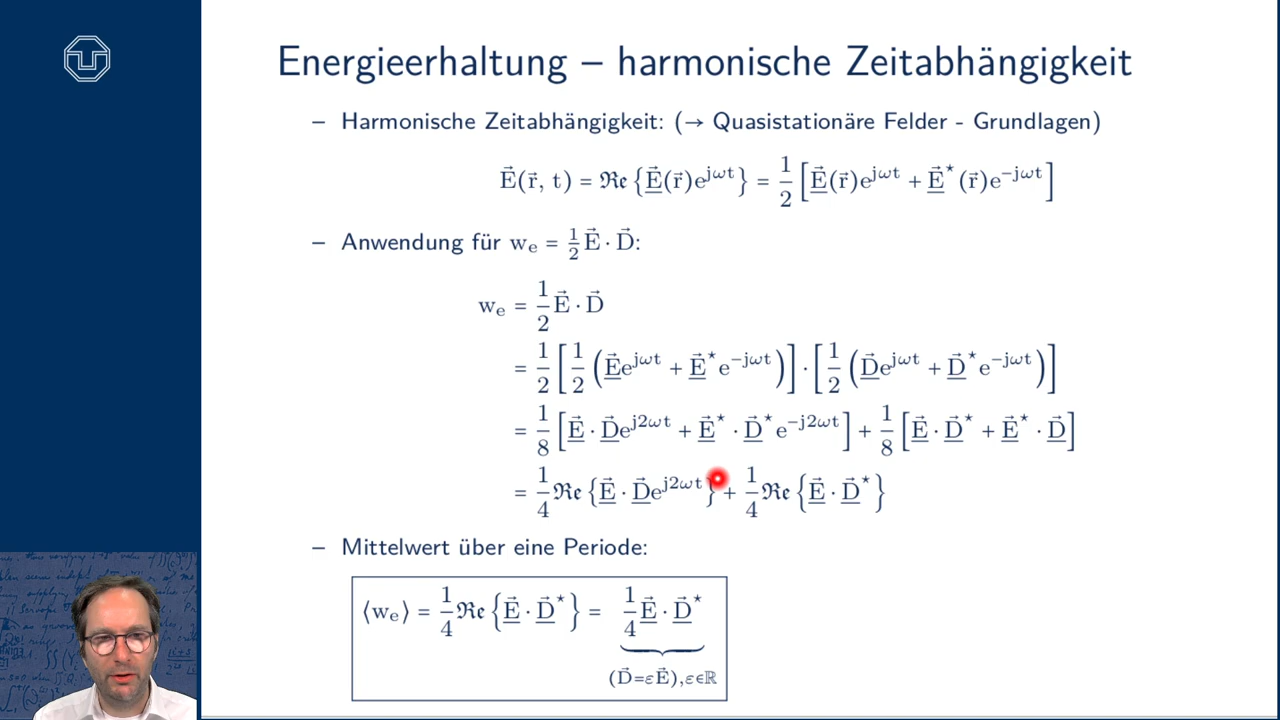 Energieerhaltung – harmonische Zeitabhängigkeit
– Harmonische Zeitabhängigkeit: (→ Quasistationäre Felder - Grundlagen)
E⃗(r⃗, t) = ℜe {E̲⃗(r⃗)e^{jωt}} = 1/2 [E̲⃗(r⃗)e^{jωt} + E̲⃗^⋆(r⃗)e^{−jωt}]
– Anwendung für w_e = 1/2 E⃗ · D⃗:
w_e = 1/2 E⃗ · D⃗
= 1/2 [1/2 (E̲⃗e^{jωt} + E̲⃗^⋆e^{−jωt})] · [1/2 (D̲⃗e^{jωt} + D̲⃗^⋆e^{−jωt})]
= 1/8 [E̲⃗ · D̲⃗e^{j2ωt} + E̲⃗^⋆ · D̲⃗^⋆e^{−j2ωt}] + 1/8 [E̲⃗ · D̲⃗^⋆ + E̲⃗^⋆ · D̲⃗]
= 1/4 ℜe {E̲⃗ · D̲⃗e^{j2ωt}} + 1/4 ℜe {E̲⃗ · D̲⃗^⋆}
– Mittelwert über eine Periode:
⟨w_e⟩ = 1/4 ℜe {E̲⃗ · D̲⃗^⋆} = 1/4 E̲⃗ · D̲⃗^⋆
(D⃗=εE⃗),ε∈ℝ